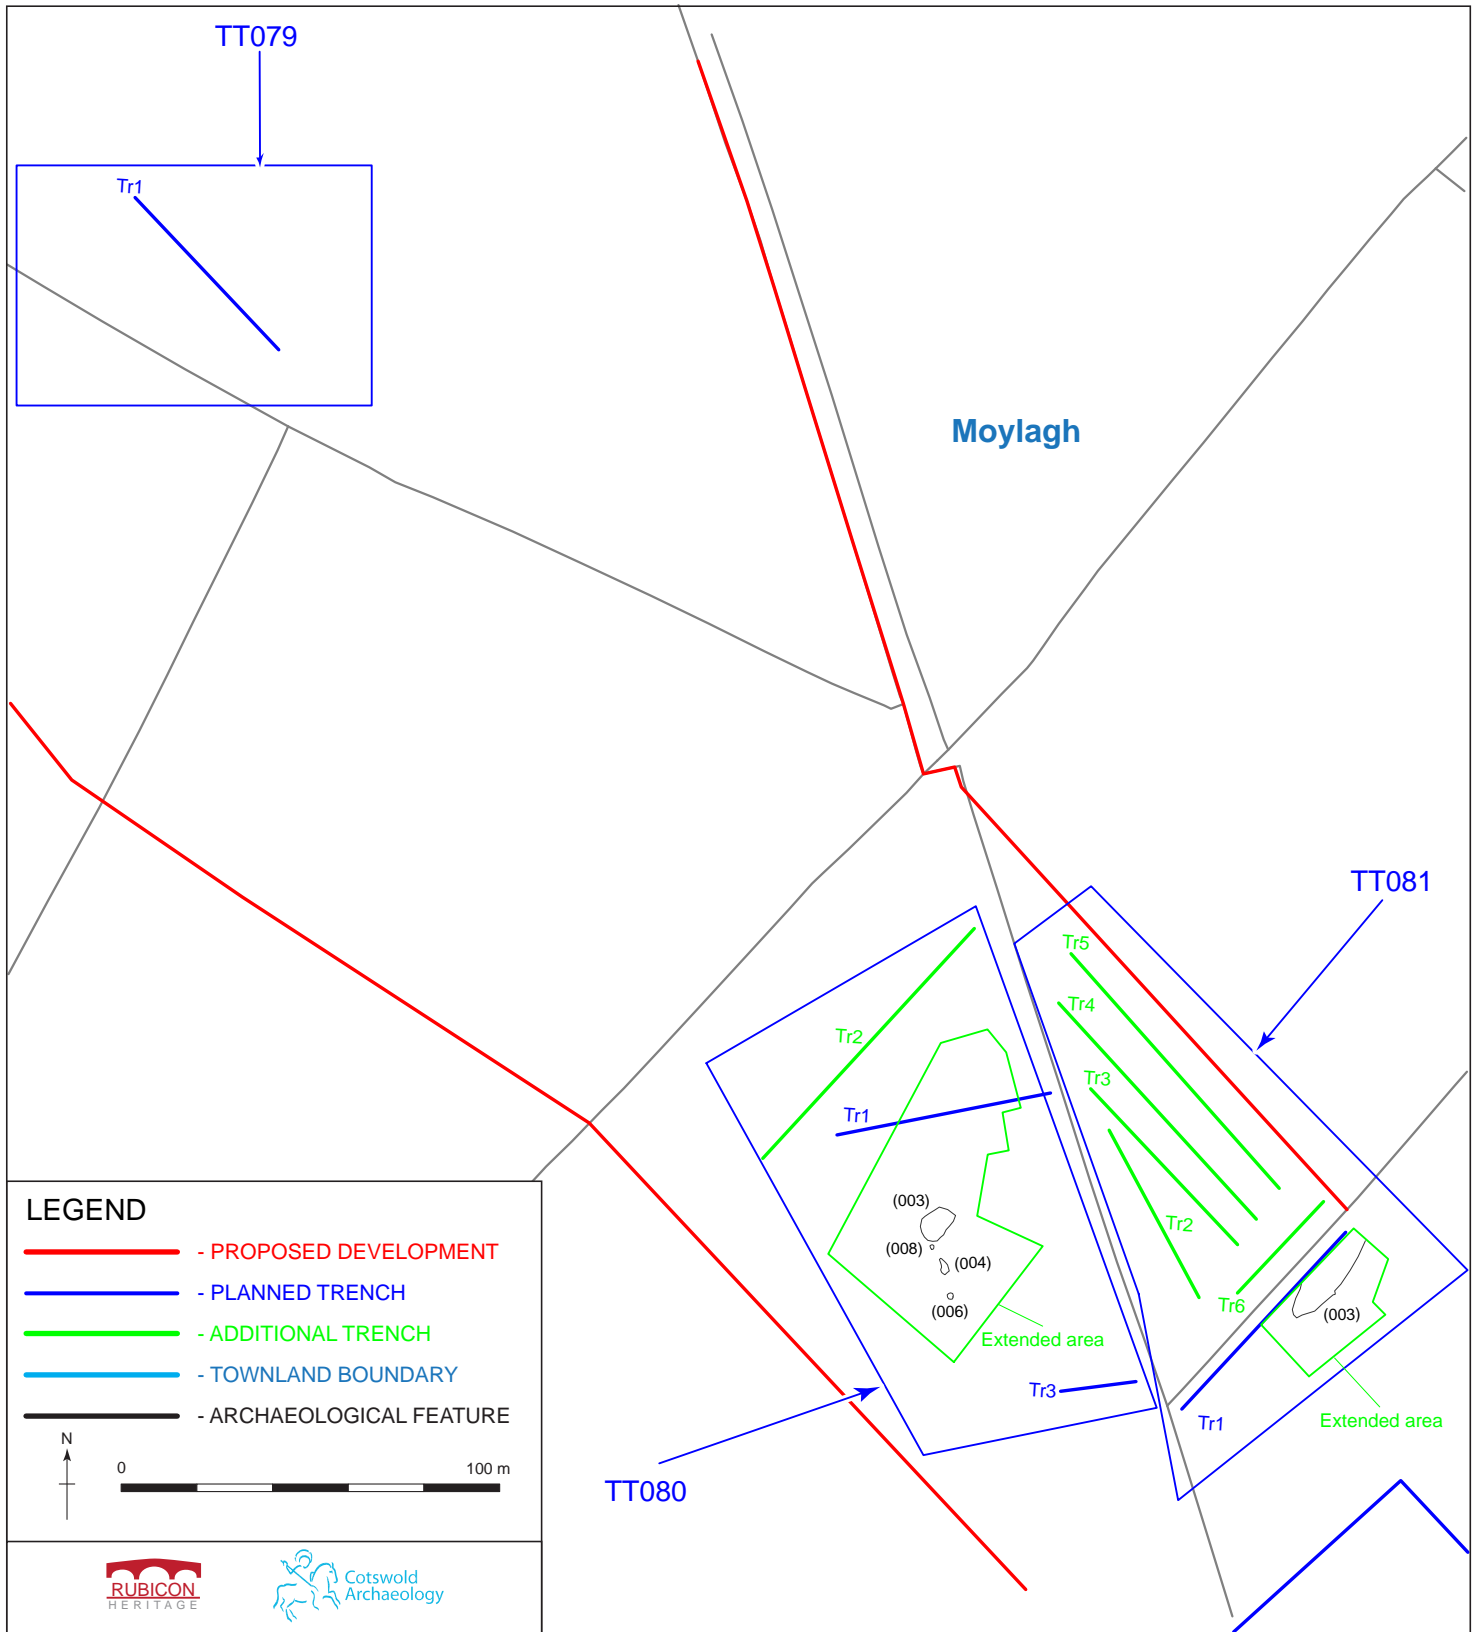 TT079
Tr1
Moylagh
TT081
Tr5
Tr4
Tr3
Tr2
Tr6
Tr1
(003)
Extended area
Tr2
Tr1
(003)
(008)
(004)
(006)
Extended area
Tr3
TT080
LEGEND
- PROPOSED DEVELOPMENT
- PLANNED TRENCH
- ADDITIONAL TRENCH
- TOWNLAND BOUNDARY
- ARCHAEOLOGICAL FEATURE
N
0 100 m
RUBICON
HERITAGE
Cotswold
Archaeology